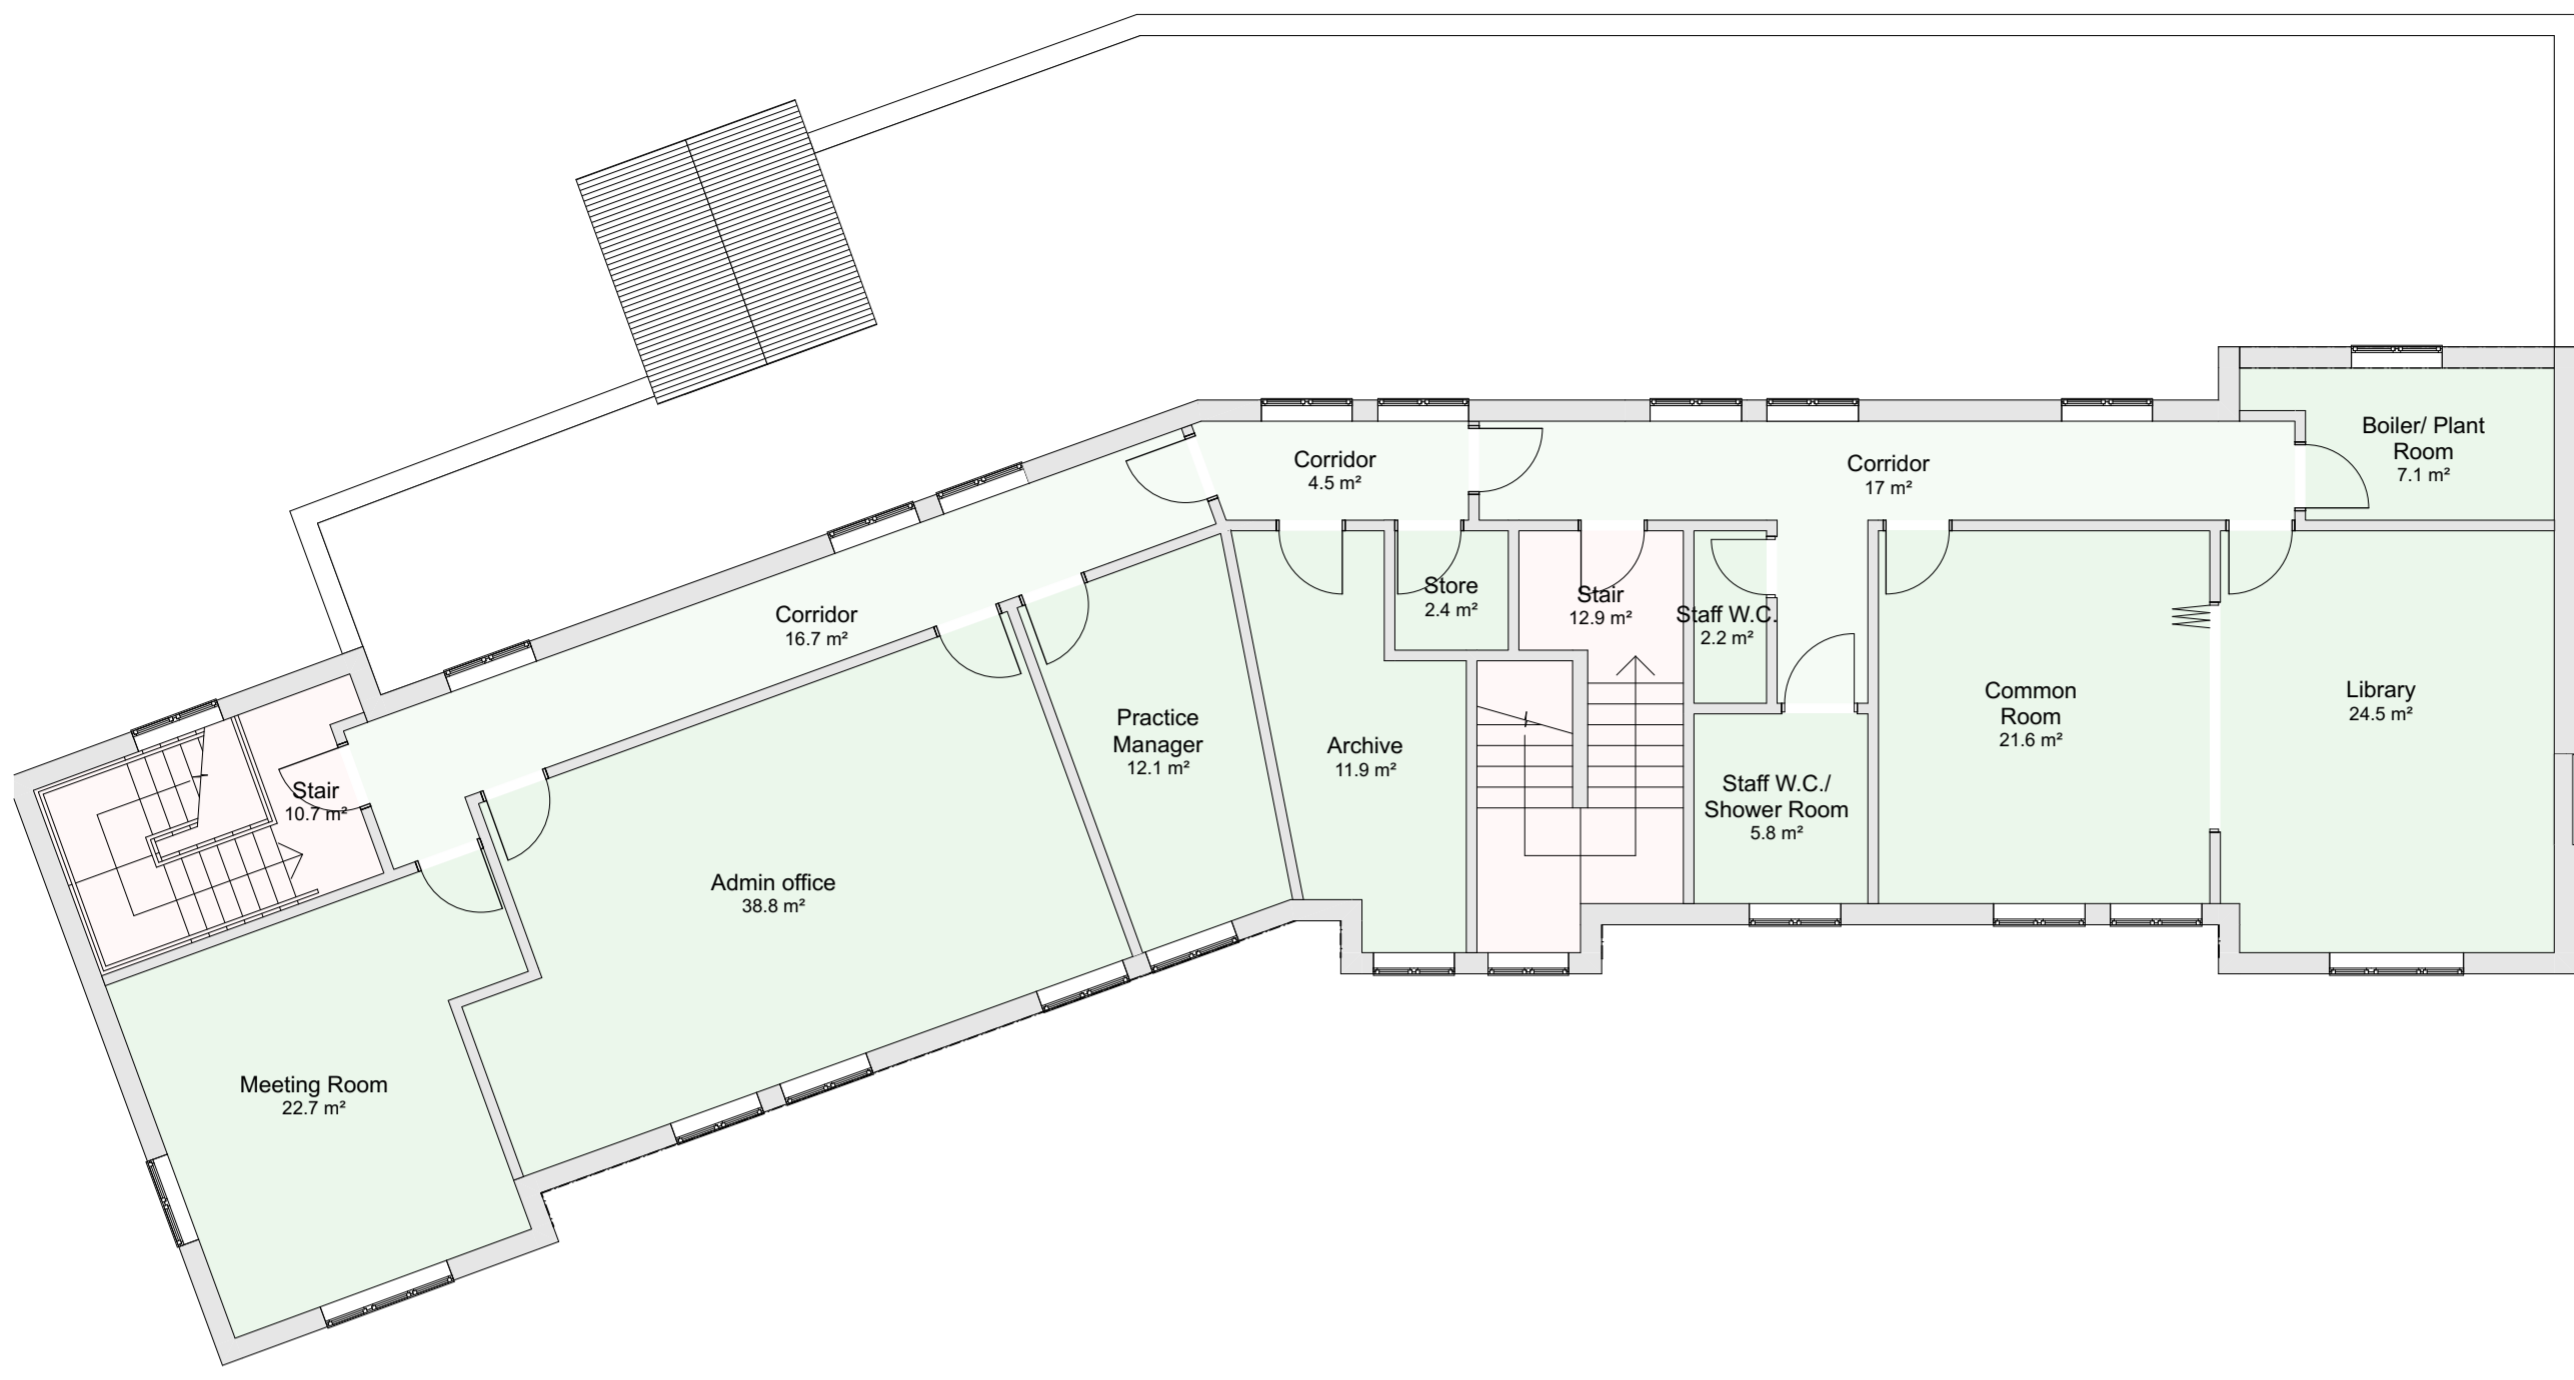 Boiler/ Plant
Room
7.1 m²
Corridor
4.5 m²
Corridor
17 m²
Corridor
16.7 m²
Store
2.4 m²
Stair
12.9 m²
Staff W.C.
2.2 m²
Common
Room
21.6 m²
Library
24.5 m²
Practice
Manager
12.1 m²
Archive
11.9 m²
Staff W.C./
Shower Room
5.8 m²
Stair
10.7 m²
Admin office
38.8 m²
Meeting Room
22.7 m²